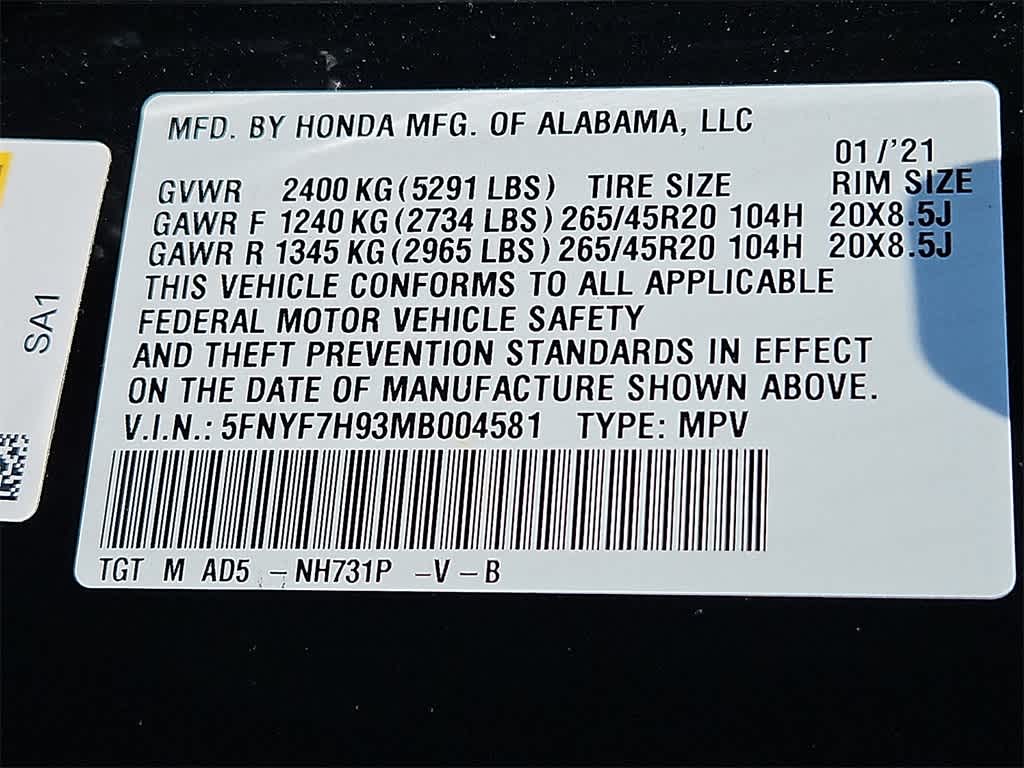 MFD. BY HONDA MFG. OF ALABAMA, LLC
01/'21
GVWR 2400 KG (5291 LBS) TIRE SIZE RIM SIZE
GAWR F 1240 KG (2734 LBS) 265/45R20 104H 20X8.5J
GAWR R 1345 KG (2965 LBS) 265/45R20 104H 20X8.5J
THIS VEHICLE CONFORMS TO ALL APPLICABLE
FEDERAL MOTOR VEHICLE SAFETY
AND THEFT PREVENTION STANDARDS IN EFFECT
ON THE DATE OF MANUFACTURE SHOWN ABOVE.
V.I.N.: 5FNYF7H93MB004581 TYPE: MPV
TGT M AD5 - NH731P -V - B
SA1